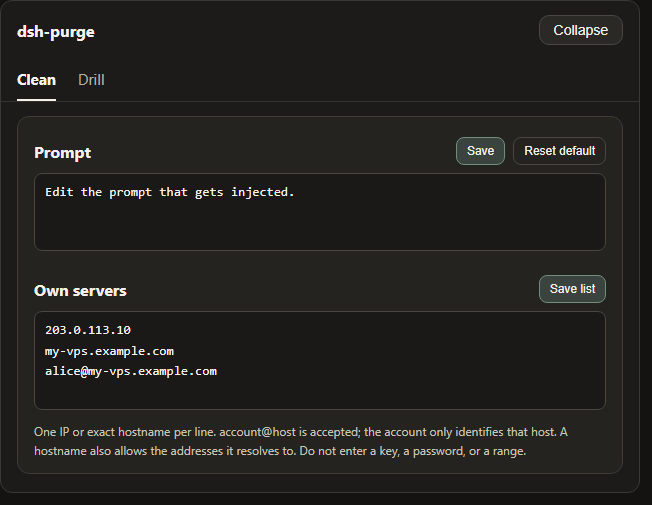 dsh-purge
Collapse
Clean
Drill
Prompt
Save
Reset default
Edit the prompt that gets injected.
Own servers
Save list
203.0.113.10
my-vps.example.com
alice@my-vps.example.com
One IP or exact hostname per line. account@host is accepted; the account only identifies that host. A
hostname also allows the addresses it resolves to. Do not enter a key, a password, or a range.